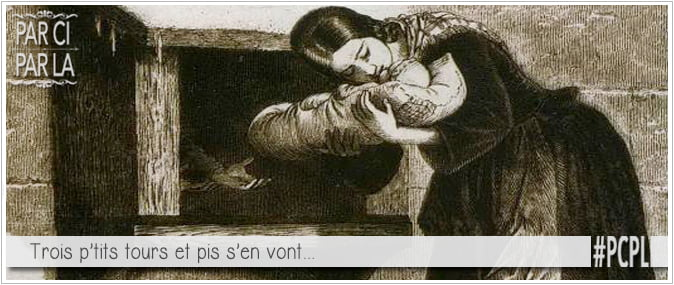 PAR CI
PAR LA
Trois p'tits tours et pis s'en vont...
#PCPL